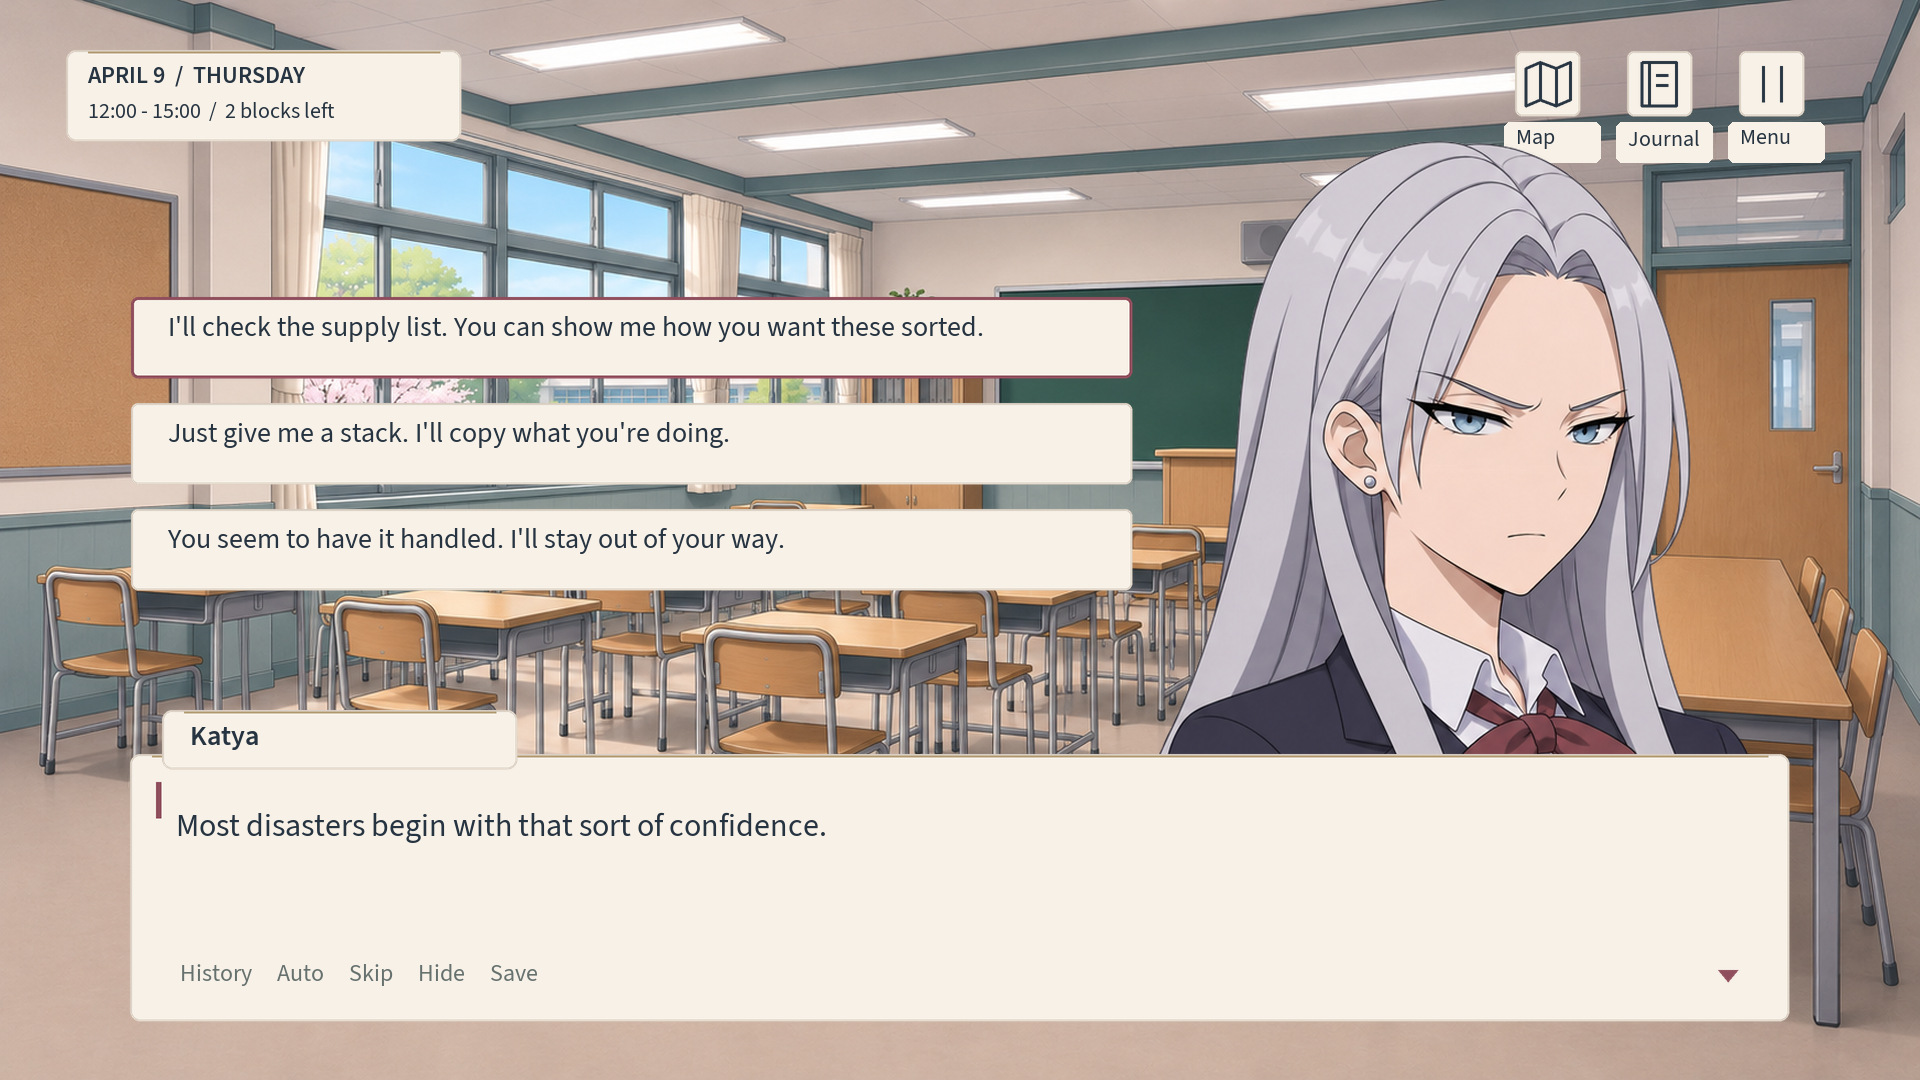 APRIL 9 / THURSDAY
12:00 - 15:00 / 2 blocks left
Map
Journal
Menu
I'll check the supply list. You can show me how you want these sorted.
Just give me a stack. I'll copy what you're doing.
You seem to have it handled. I'll stay out of your way.
Katya
Most disasters begin with that sort of confidence.
History Auto Skip Hide Save